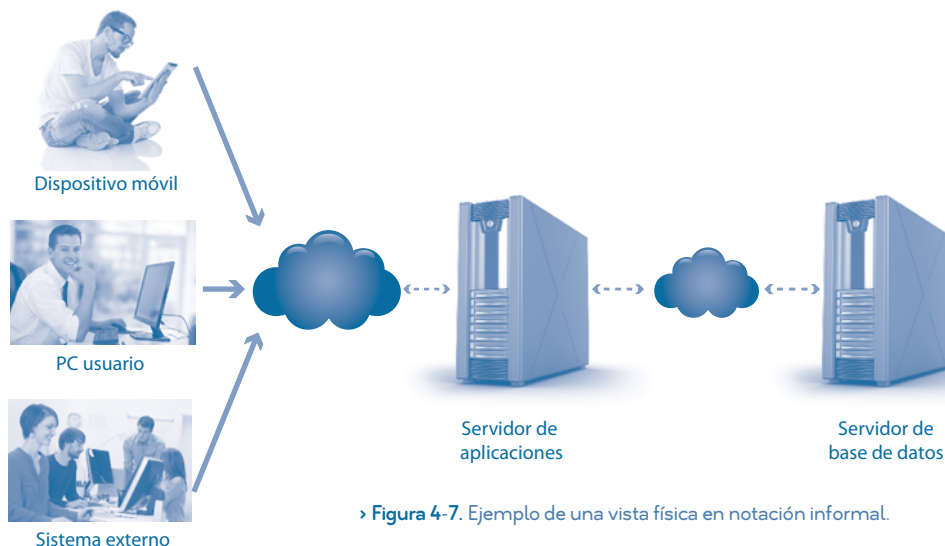 Dispositivo móvil
PC usuario
Sistema externo
Servidor de
aplicaciones
Servidor de
base de datos
› Figura 4-7. Ejemplo de una vista física en notación informal.